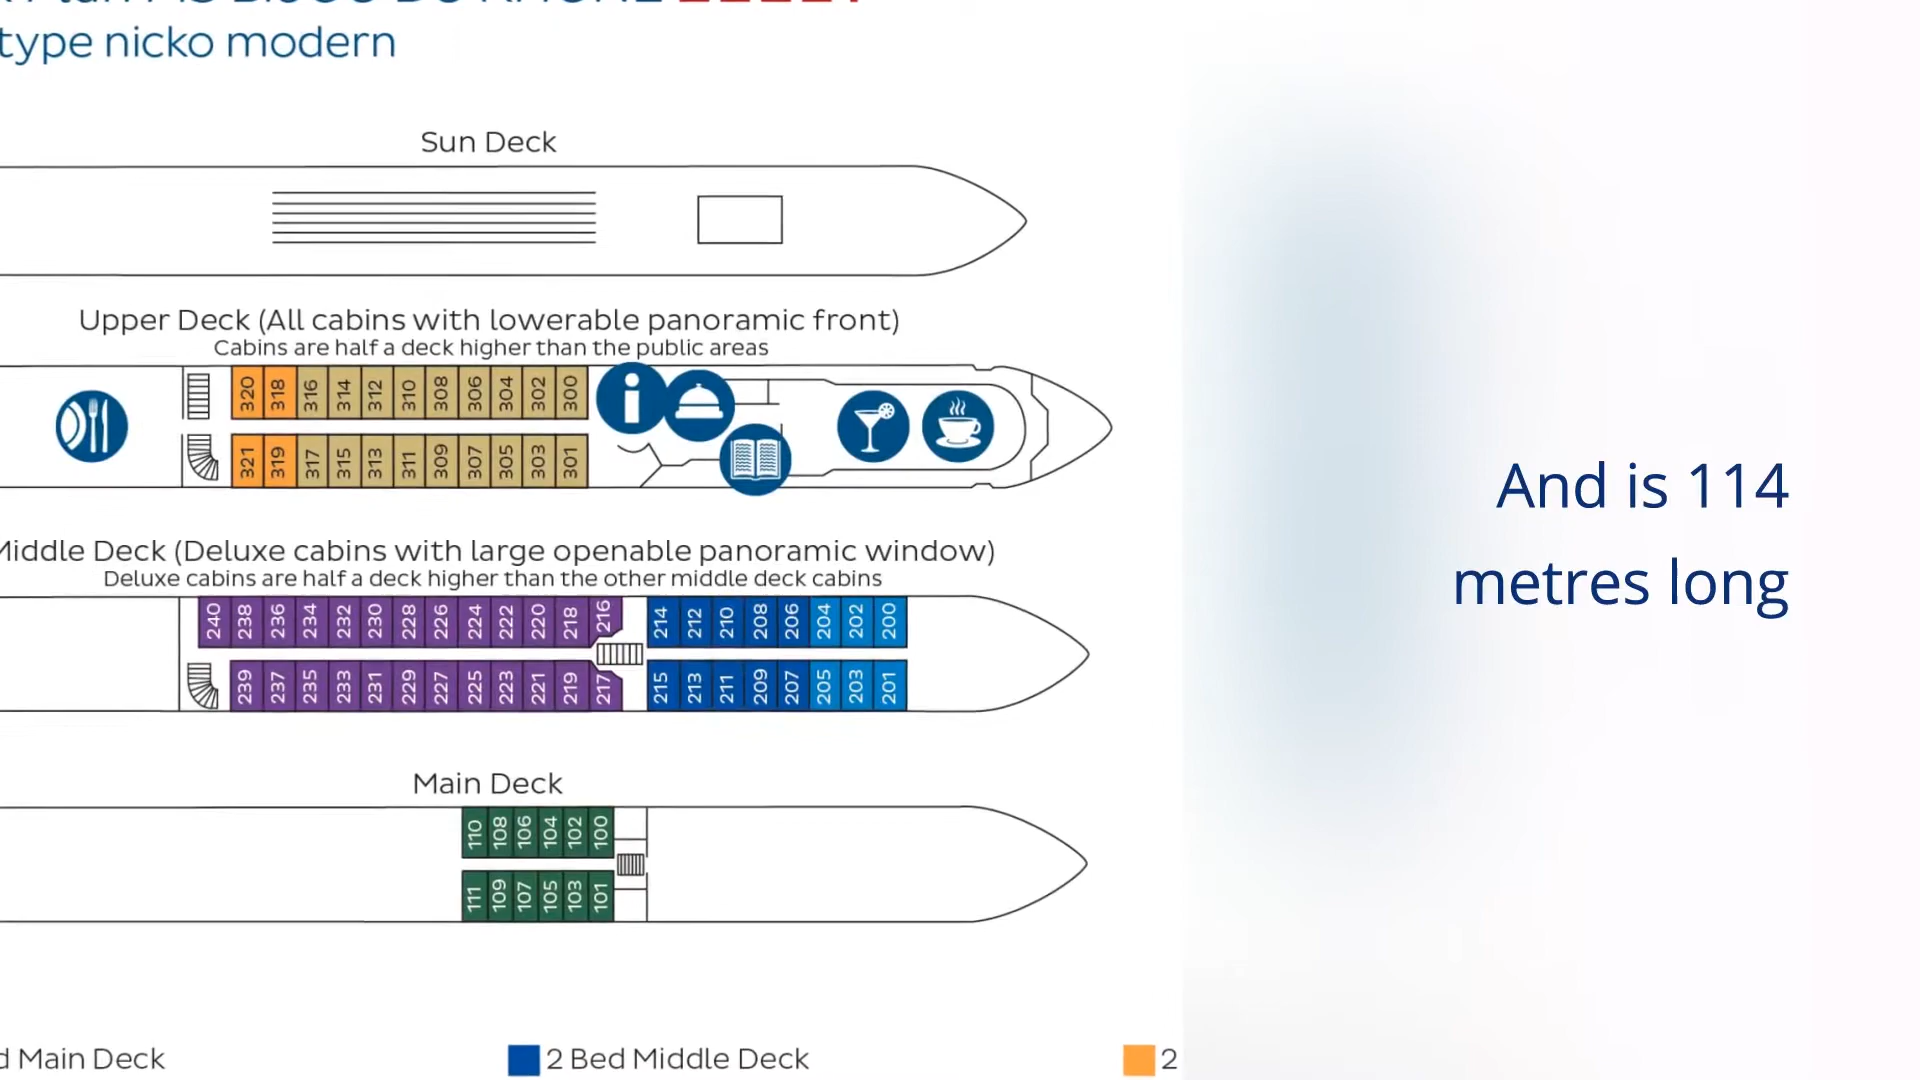 type nicko modern
Sun Deck
Upper Deck (All cabins with lowerable panoramic front)
Cabins are half a deck higher than the public areas
320 318 316 314 312 310 308 306 304 302 300
321 319 317 315 313 311 309 307 305 303 301
And is 114
metres long
Middle Deck (Deluxe cabins with large openable panoramic window)
Deluxe cabins are half a deck higher than the other middle deck cabins
240 238 236 234 232 230 228 226 224 222 220 218 216 214 212 210 208 206 204 202 200
239 237 235 233 231 229 227 225 223 221 219 217 215 213 211 209 207 205 203 201
Main Deck
110 108 106 104 102 100
111 109 107 105 103 101
d Main Deck
2 Bed Middle Deck
2